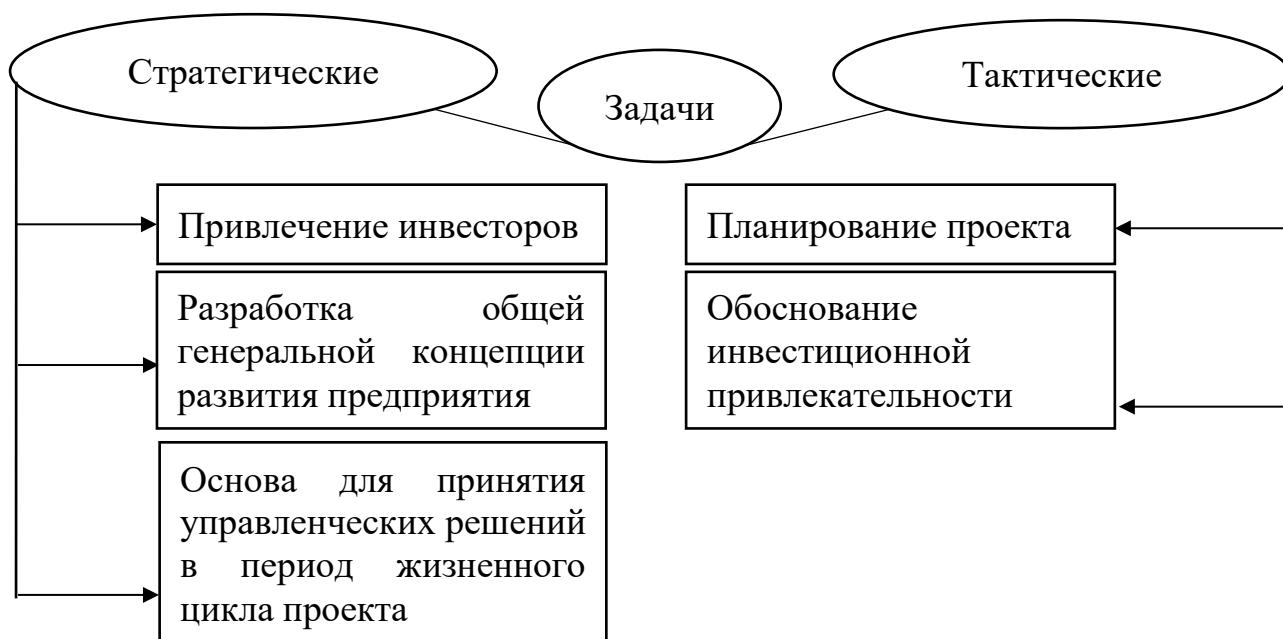 Стратегические
Задачи
Тактические
Привлечение инвесторов
Разработка общей
генеральной концепции
развития предприятия
Основа для принятия
управленческих решений
в период жизненного
цикла проекта
Планирование проекта
Обоснование
инвестиционной
привлекательности